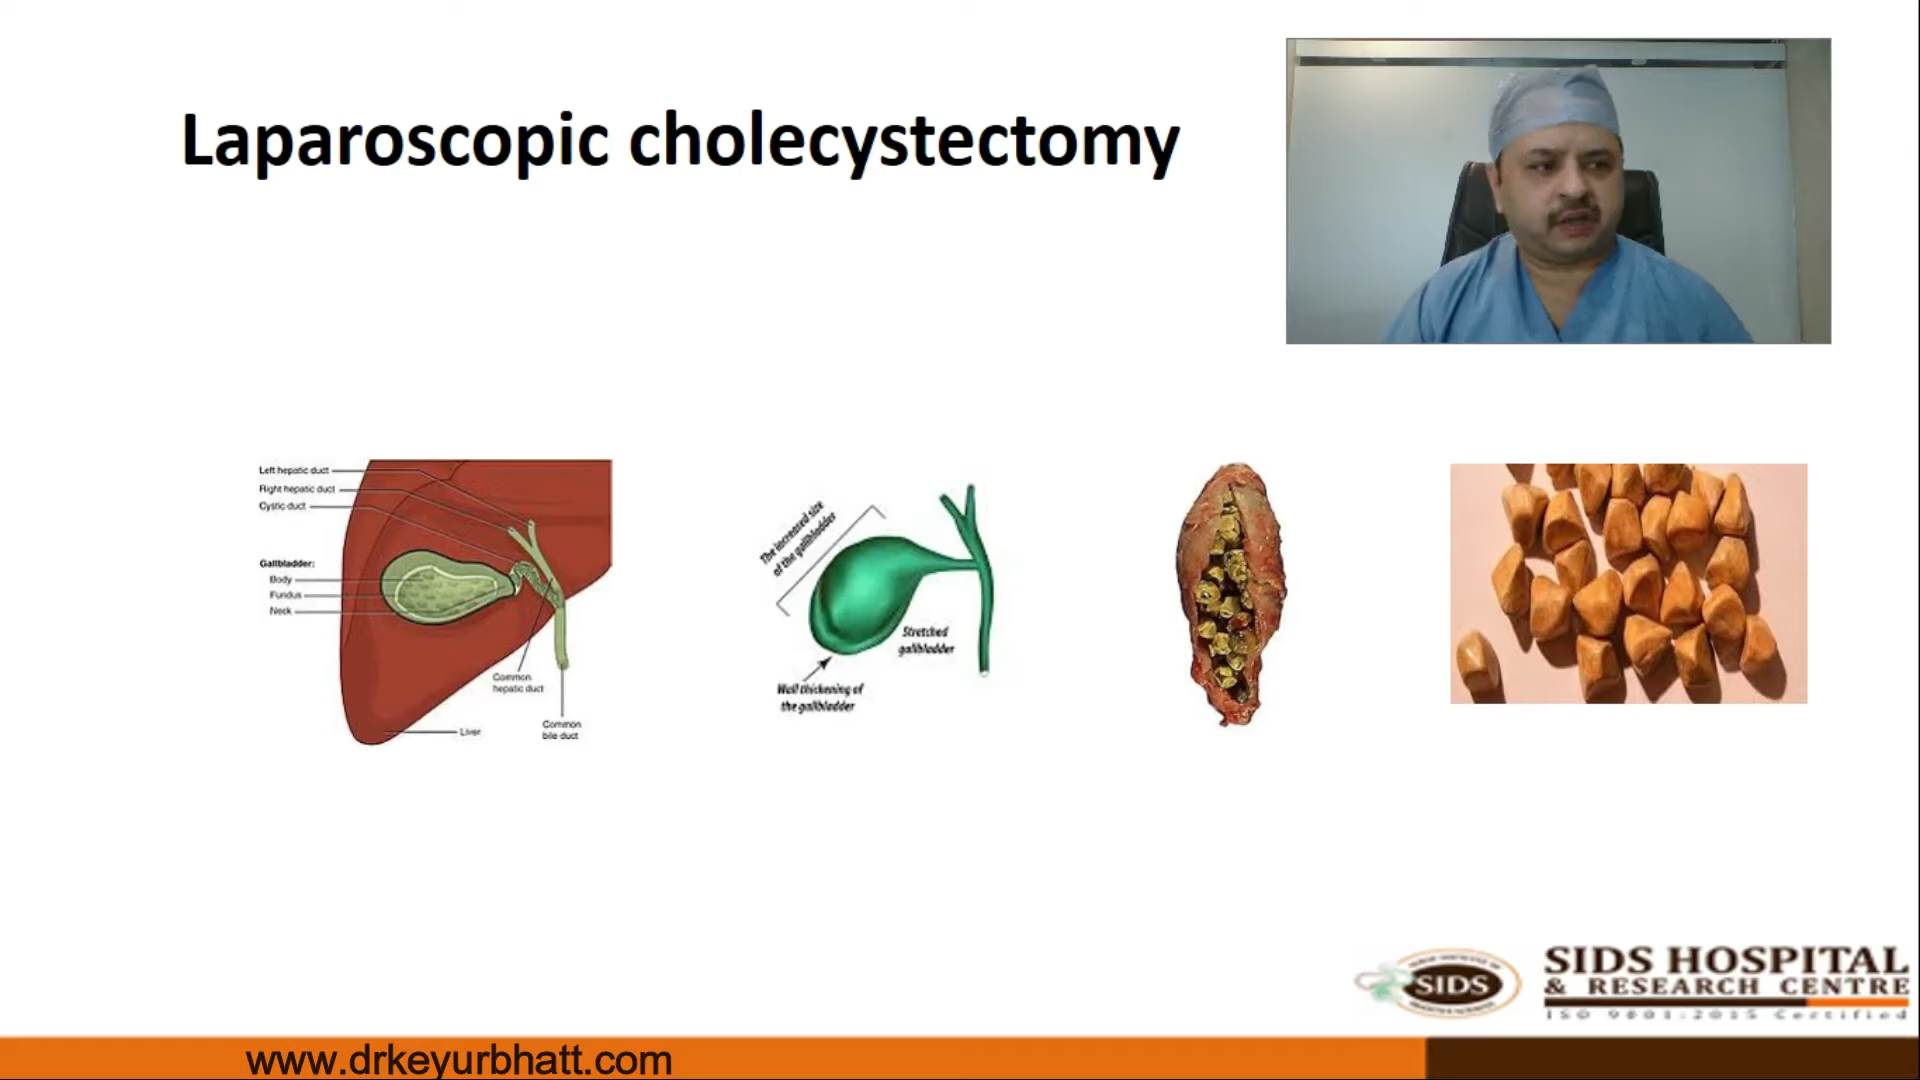 Laparoscopic cholecystectomy
Left hepatic duct
Right hepatic duct
Cystic duct
Gallbladder:
Body
Fundus
Neck
Common
hepatic duct
Common
bile duct
Liver
The increased size
of the gallbladder
Stretched
gallbladder
Wall thickening of
the gallbladder
SIDS
SIDS HOSPITAL
& RESEARCH CENTRE
ISO 9001:2015 Certified
www.drkeyurbhatt.com